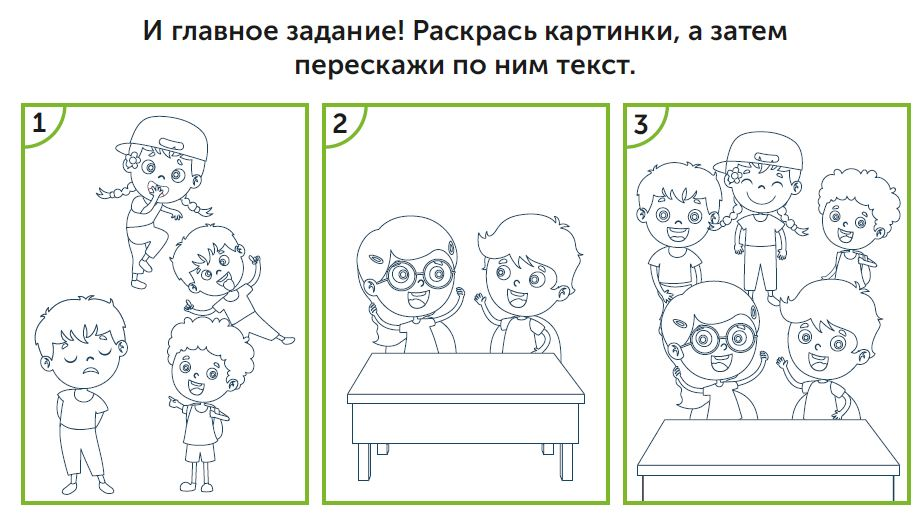 И главное задание! Раскрась картинки, а затем
перескажи по ним текст.
1
2
3